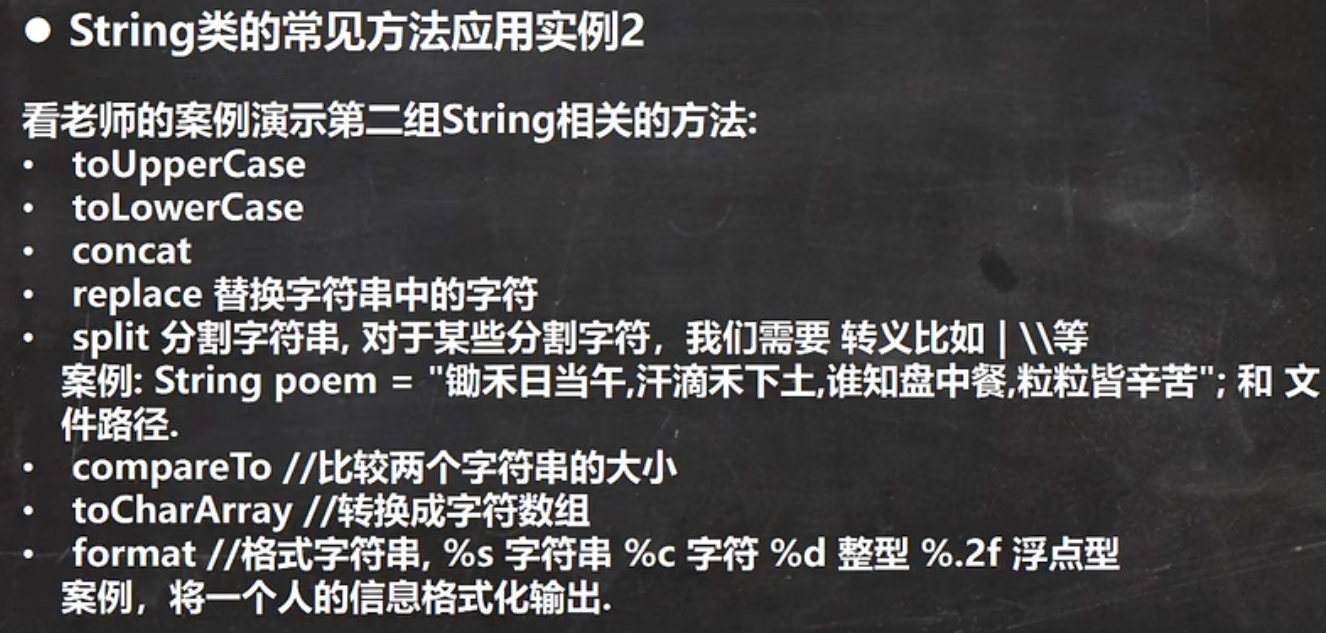 ● String类的常见方法应用实例2
看老师的案例演示第二组String相关的方法:
• toUpperCase
• toLowerCase
• concat
• replace 替换字符串中的字符
• split 分割字符串, 对于某些分割字符，我们需要 转义比如 | \\等
案例: String poem = "锄禾日当午,汗滴禾下土,谁知盘中餐,粒粒皆辛苦"; 和 文
件路径.
• compareTo //比较两个字符串的大小
• toCharArray //转换成字符数组
• format //格式字符串, %s 字符串 %c 字符 %d 整型 %.2f 浮点型
案例，将一个人的信息格式化输出.